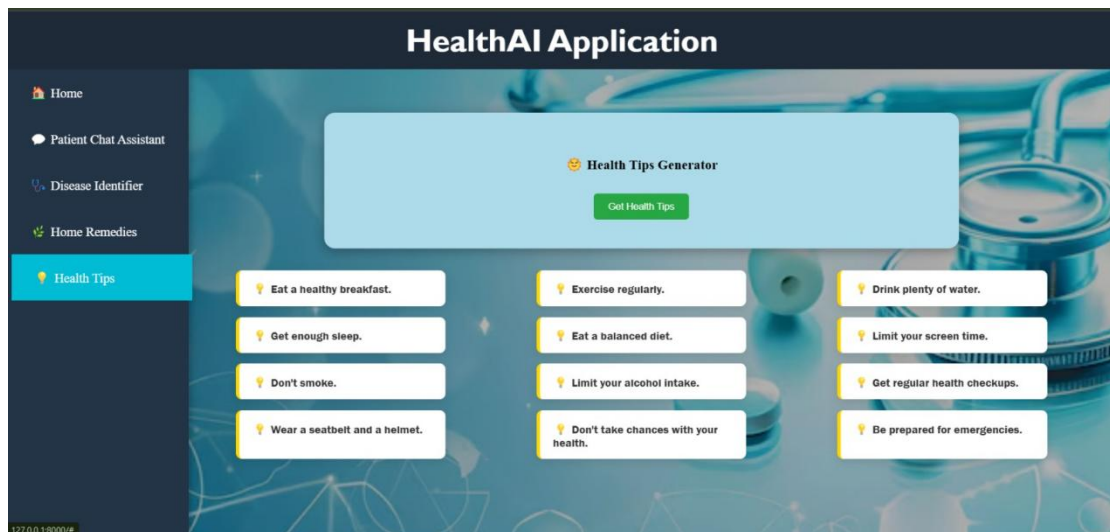 HealthAI Application
Home
Patient Chat Assistant
Disease Identifier
Home Remedies
Health Tips
Health Tips Generator
Get Health Tips
Eat a healthy breakfast.
Exercise regularly.
Drink plenty of water.
Get enough sleep.
Eat a balanced diet.
Limit your screen time.
Don't smoke.
Limit your alcohol intake.
Get regular health checkups.
Wear a seatbelt and a helmet.
Don't take chances with your
health.
Be prepared for emergencies.
127.0.0.1:8000/#